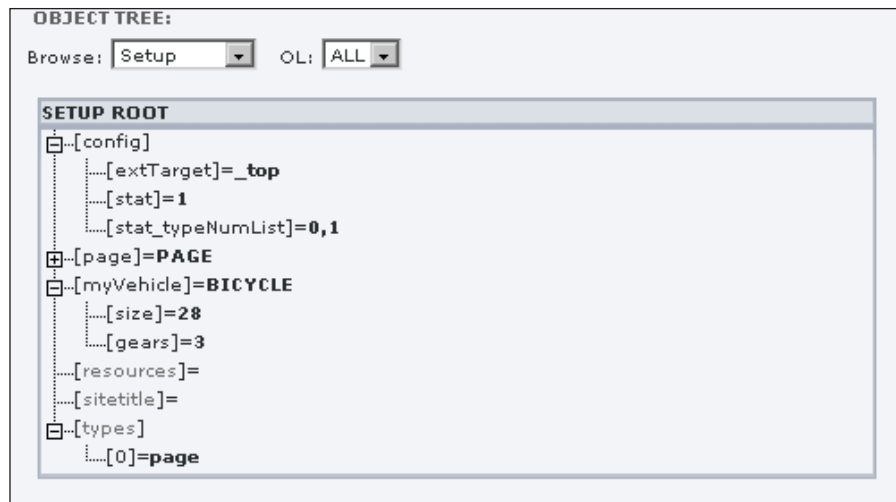 OBJECT TREE:
Browse: Setup OL: ALL
SETUP ROOT
[config]
[extTarget]=_top
[stat]=1
[stat_typeNumList]=0,1
[page]=PAGE
[myVehicle]=BICYCLE
[size]=28
[gears]=3
[resources]=
[sitetitle]=
[types]
[0]=page